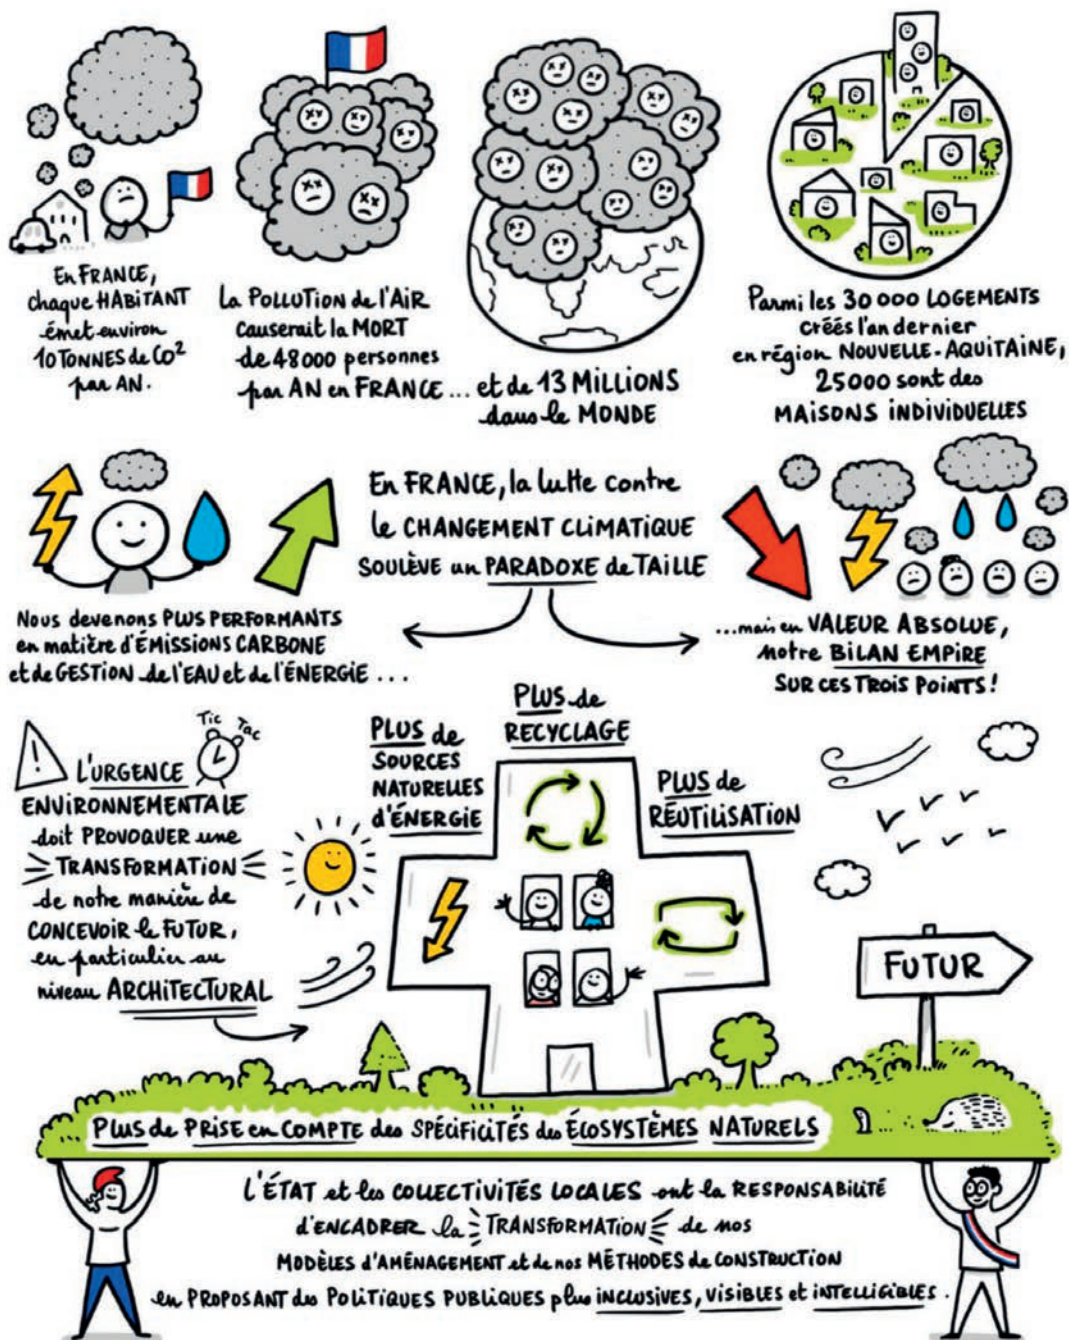 En FRANCE,
chaque HABITANT
émet environ
10 TONNES de CO²
par AN.
La POLLUTION de l'AiR
causerait la MORT
de 48 000 personnes
par AN en FRANCE ...
et de 13 MILLIONS
dans le MONDE
Parmi les 30 000 LOGEMENTS
créés l'an dernier
en région NOUVELLE-AQUITAINE,
25 000 sont des
MAISONS INDIVIDUELLES
En FRANCE, la lutte contre
le CHANGEMENT CLIMATIQUE
SOULÈVE un PARADOXE de TAILLE
Nous devenons PLUS PERFORMANTS
en matière d'ÉMISSIONS CARBONE
et de GESTION de l'EAU et de l'ÉNERGIE ...
...mais en VALEUR ABSOLUE,
notre BILAN EMPIRE
SUR CES TROIS POINTS !
Tic Tac
! L'URGENCE
ENVIRONNEMENTALE
doit PROVOQUER une
TRANSFORMATION
de notre manière de
CONCEVOIR le FUTUR,
en particulier au
niveau ARCHITECTURAL
PLUS de
SOURCES
NATURELLES
d'ÉNERGIE
PLUS de
RECYCLAGE
PLUS de
RÉUTILISATION
FUTUR
PLUS de PRISE en COMPTE des SPÉCIFICITÉS des ÉCOSYSTÈMES NATURELS
L'ÉTAT et les COLLECTIVITÉS LOCALES ont la RESPONSABILITÉ
d'ENCADRER la TRANSFORMATION de nos
MODÈLES d'AMÉNAGEMENT et de nos MÉTHODES de CONSTRUCTION
en PROPOSANT des POLITIQUES PUBLIQUES plus INCLUSIVES, VISIBLES et INTELLIGIBLES.